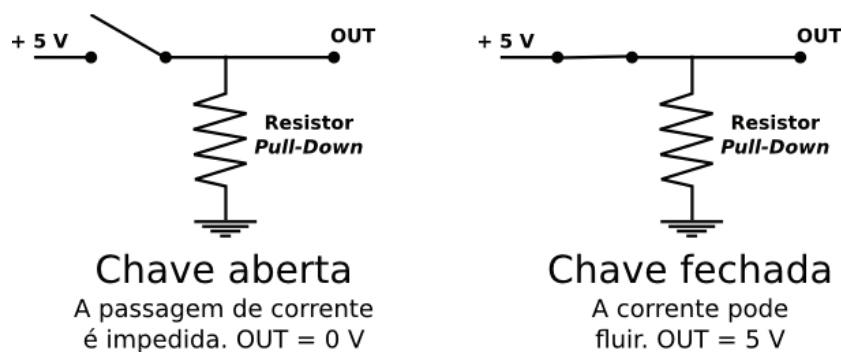 + 5 V
OUT
Resistor
Pull-Down
Chave aberta
A passagem de corrente
é impedida. OUT = 0 V
+ 5 V
OUT
Resistor
Pull-Down
Chave fechada
A corrente pode
fluir. OUT = 5 V